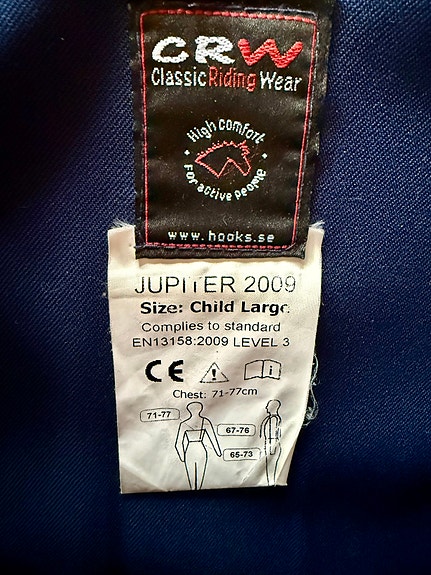 CRW
Classic Riding Wear
High comfort
For active people
www.hooks.se
JUPITER 2009
Size: Child Large
Complies to standard
EN13158:2009 LEVEL 3
CE
Chest: 71-77cm
71-77
67-76
65-73